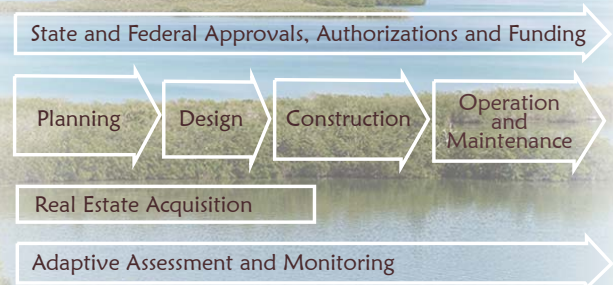 State and Federal Approvals, Authorizations and Funding
Planning
Design
Construction
Operation
and
Maintenance
Real Estate Acquisition
Adaptive Assessment and Monitoring